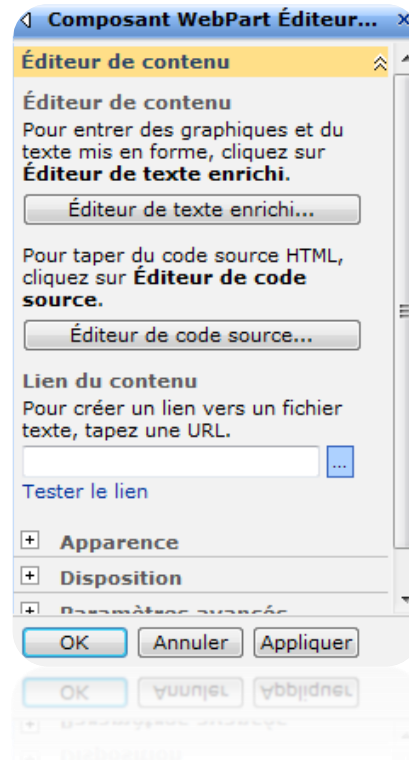 Composant WebPart Éditeur...
Éditeur de contenu
Éditeur de contenu
Pour entrer des graphiques et du
texte mis en forme, cliquez sur
Éditeur de texte enrichi.
Éditeur de texte enrichi...
Pour taper du code source HTML,
cliquez sur Éditeur de code
source.
Éditeur de code source...
Lien du contenu
Pour créer un lien vers un fichier
texte, tapez une URL.
...
Tester le lien
Apparence
Disposition
Paramètres avancés
OK Annuler Appliquer